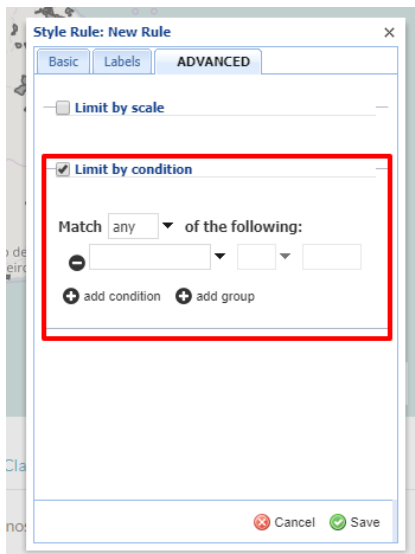 Style Rule: New Rule
Basic Labels ADVANCED
Limit by scale
Limit by condition
Match any of the following:
add condition add group
Cancel Save